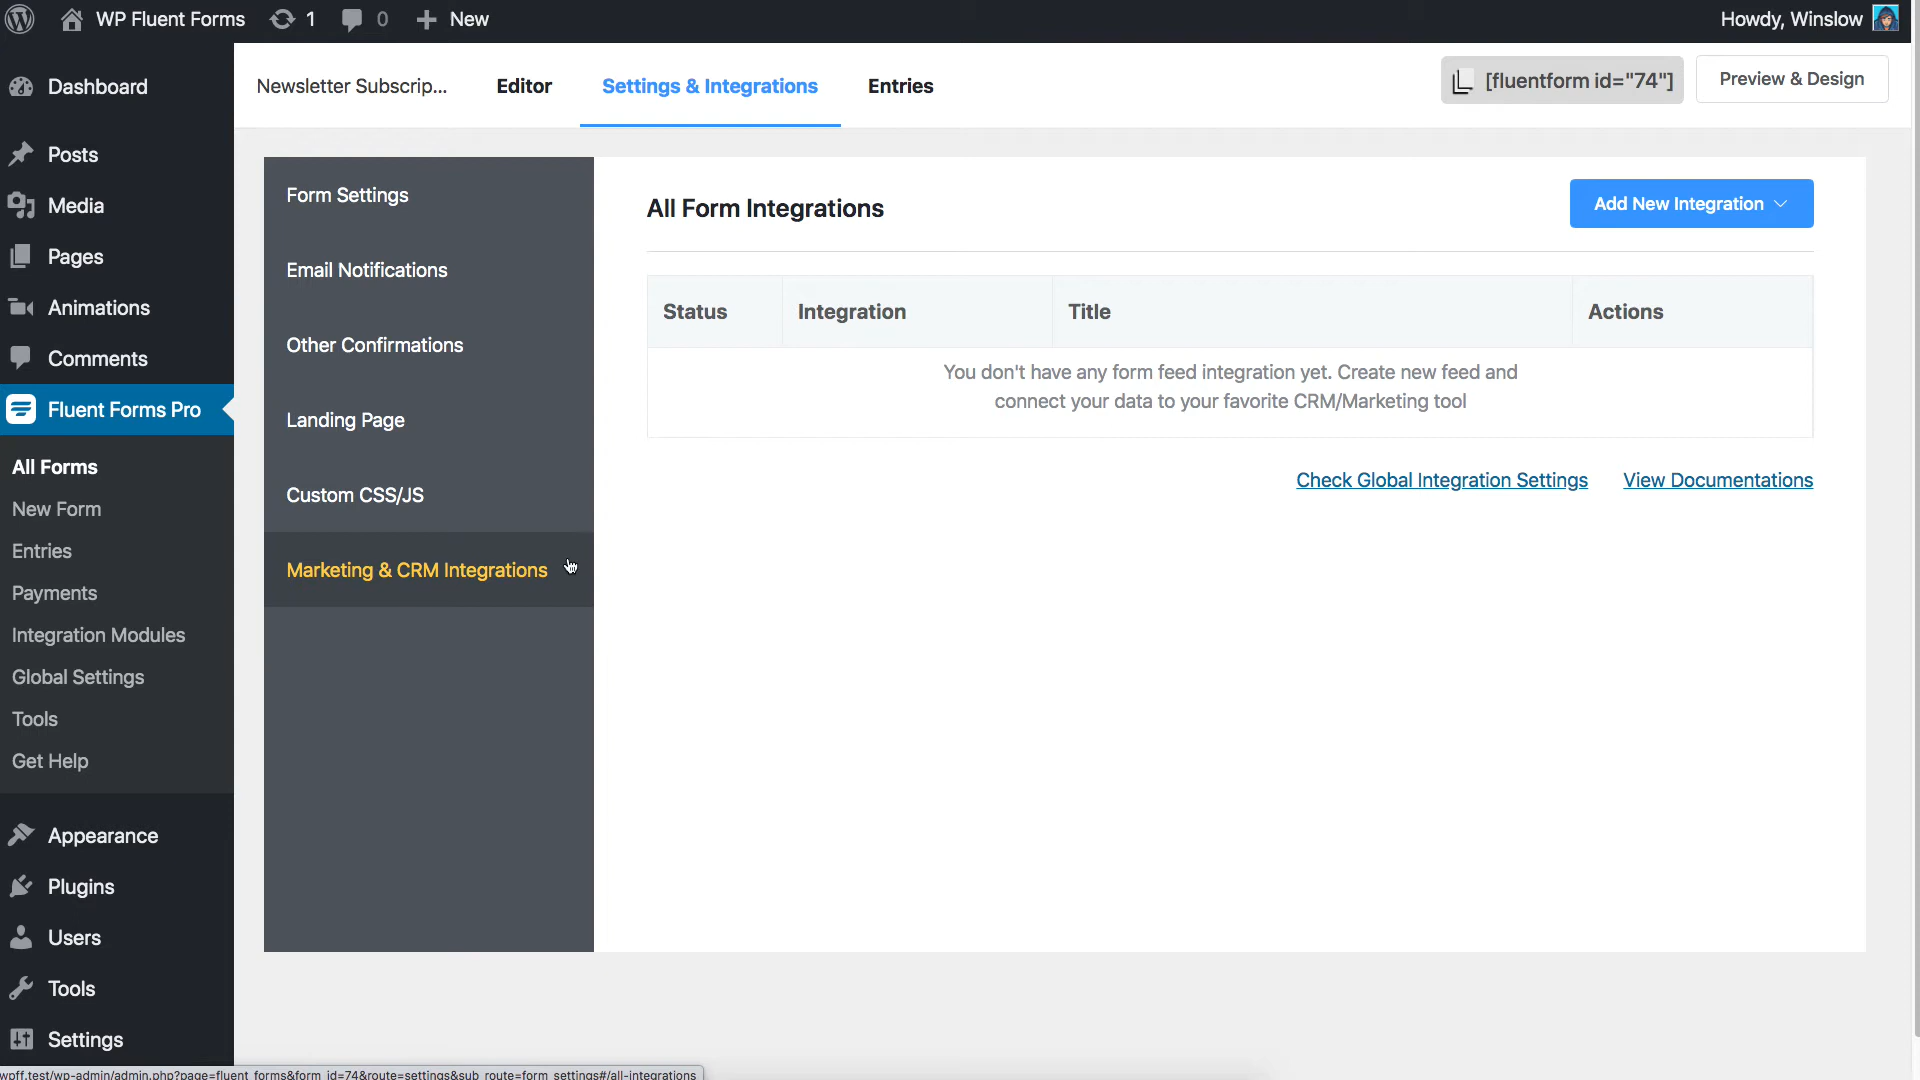 WP Fluent Forms
1
0
New
Howdy, Winslow
Dashboard
Posts
Media
Pages
Animations
Comments
Fluent Forms Pro
All Forms
New Form
Entries
Payments
Integration Modules
Global Settings
Tools
Get Help
Appearance
Plugins
Users
Tools
Settings
Newsletter Subscrip...
Editor
Settings & Integrations
Entries
[fluentform id="74"]
Preview & Design
Form Settings
Email Notifications
Other Confirmations
Landing Page
Custom CSS/JS
Marketing & CRM Integrations
All Form Integrations
Add New Integration
Status
Integration
Title
Actions
You don't have any form feed integration yet. Create new feed and
connect your data to your favorite CRM/Marketing tool
Check Global Integration Settings
View Documentations
wpff.test/wp-admin/admin.php?page=fluent_forms&form_id=74&route=settings&sub_route=form_settings#/all-integrations